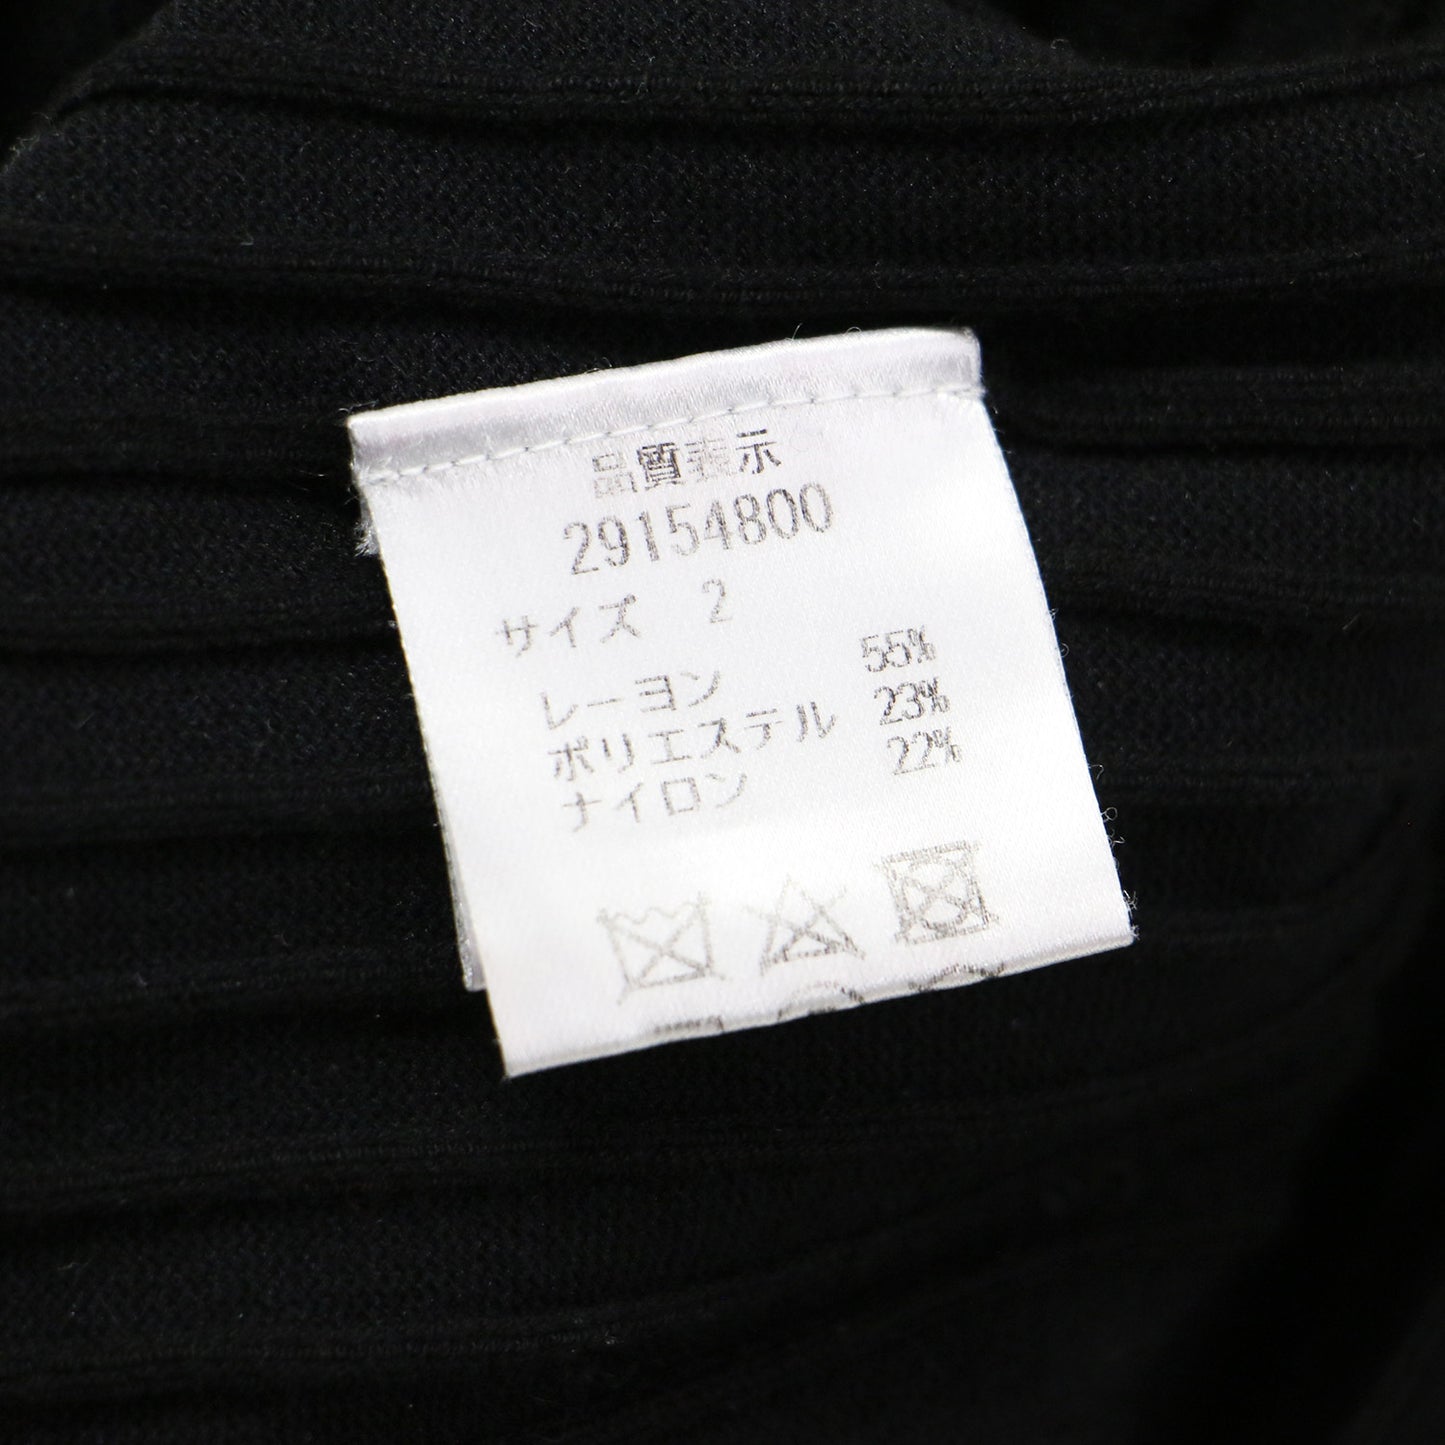 品質表示
29154800
サイズ 2
レーヨン 55%
ポリエステル 23%
ナイロン 22%